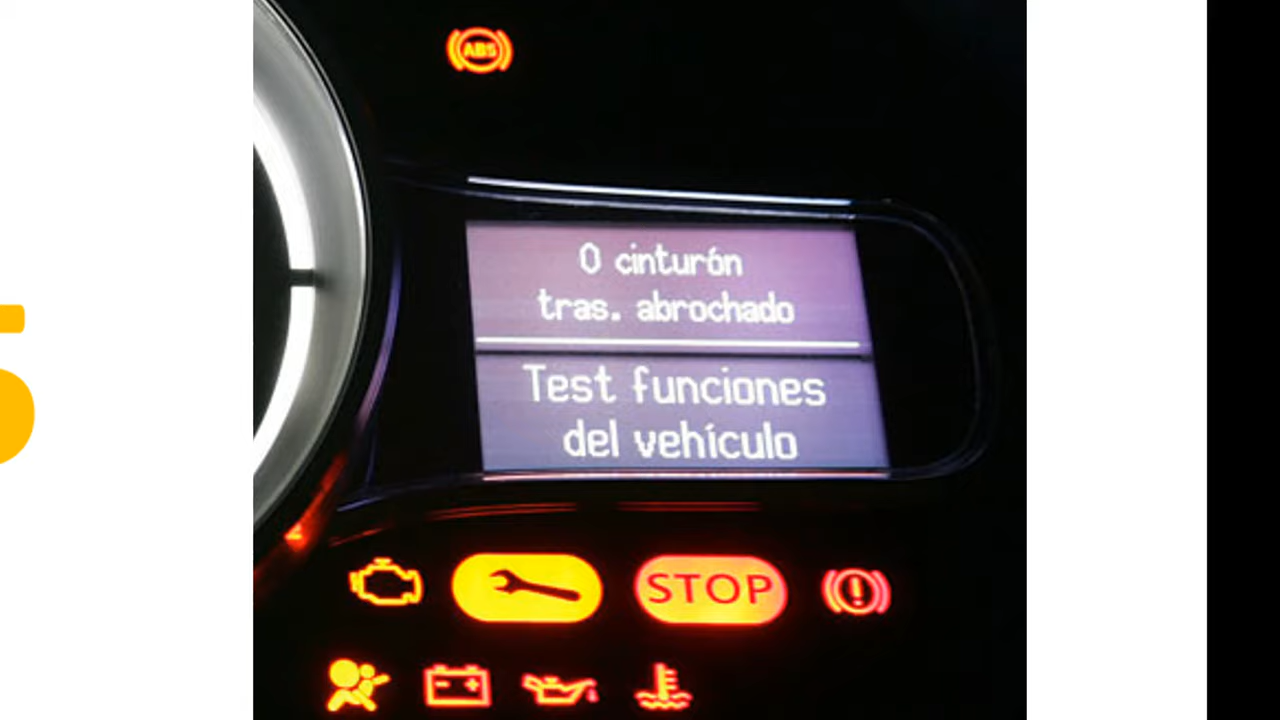 ABS
0 cinturón
tras. abrochado
Test funciones
del vehículo
STOP